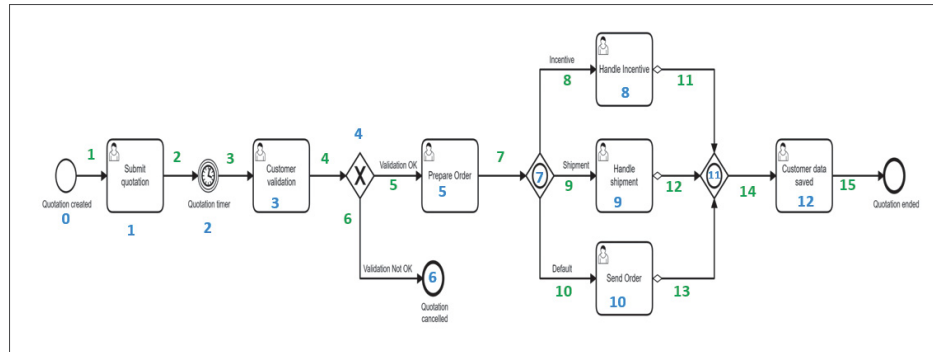 Incentive
8
Handle Incentive
8
11
4
1
Submit
quotation
1
2
3
Customer
validation
3
4
X
Validation OK
5
Prepare Order
5
7
7
Shipment
9
Handle
shipment
9
12
11
14
Customer data
saved
12
15
Quotation created
0
Quotation timer
2
6
Quotation ended
Validation Not OK
6
Quotation
cancelled
Default
10
Send Order
10
13